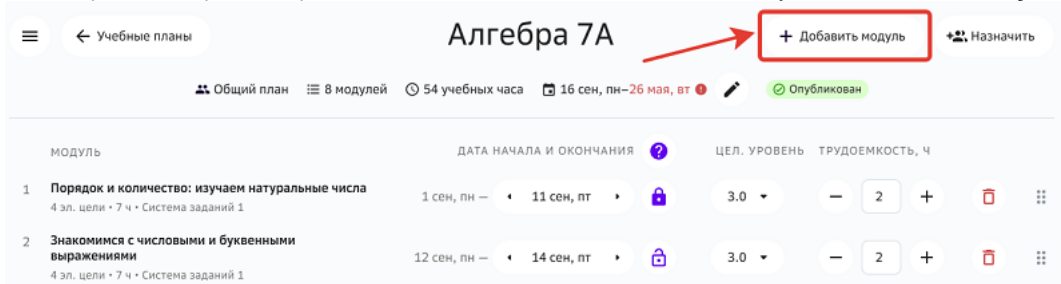 ← Учебные планы
Алгебра 7А
+ Добавить модуль
Назначить
Общий план 8 модулей 54 учебных часа 16 сен, пн–26 мая, вт Опубликован
МОДУЛЬ ДАТА НАЧАЛА И ОКОНЧАНИЯ ? ЦЕЛ. УРОВЕНЬ ТРУДОЕМКОСТЬ, Ч
1 Порядок и количество: изучаем натуральные числа
4 эл. цели • 7 ч • Система заданий 1
1 сен, пн – 11 сен, пт 3.0 – 2 +
2 Знакомимся с числовыми и буквенными
выражениями
4 эл. цели • 7 ч • Система заданий 1
12 сен, пн – 14 сен, пт 3.0 – 2 +